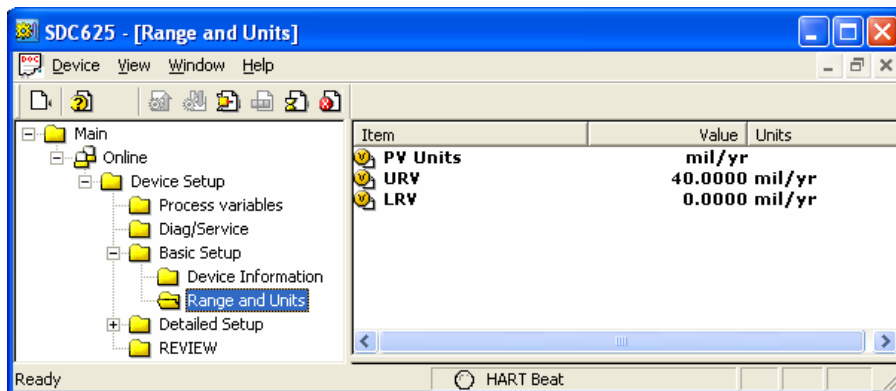 SDC625 - [Range and Units]
Device View Window Help
Main
Online
Device Setup
Process variables
Diag/Service
Basic Setup
Device Information
Range and Units
Detailed Setup
REVIEW
Item Value Units
PV Units mil/yr
URV 40.0000 mil/yr
LRV 0.0000 mil/yr
Ready HART Beat